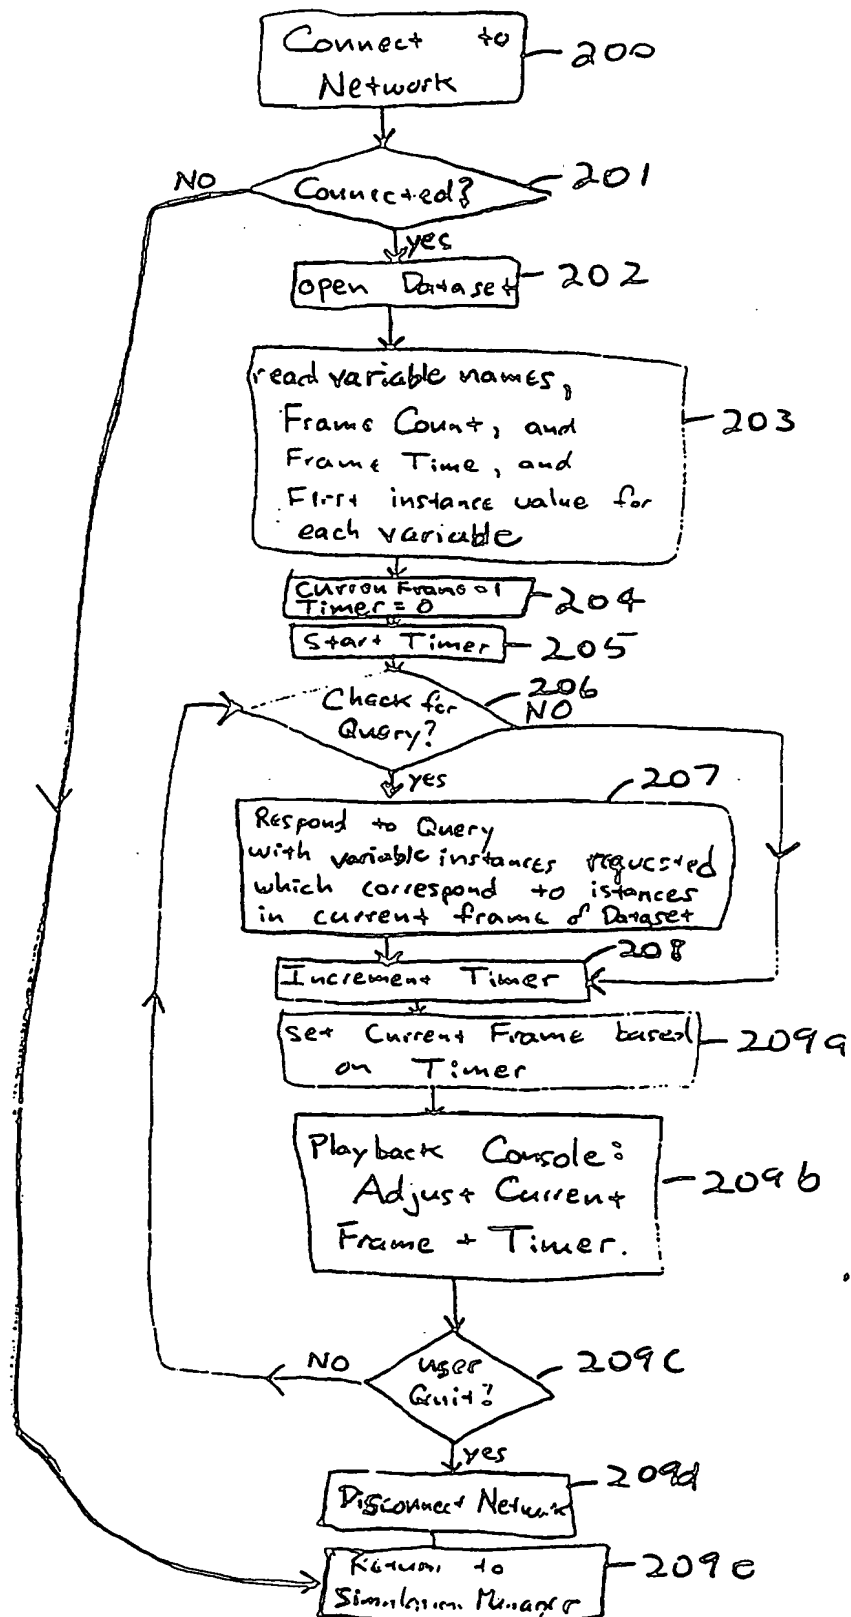 Connect to
Network
200
Connected?
201
NO
yes
open Dataset
202
read variable names,
Frame Count, and
Frame Time, and
First instance value for
each variable
203
Timer = 0
204
Start Timer
205
Check for
Query?
206
NO
yes
207
Respond to Query
with variable instances requested
which correspond to istances
in current frame of Dataset
208
Increment Timer
set Current Frame based
on Timer
209a
Playback Console:
Adjust Current
Frame + Timer.
209b
user
Quit?
209c
NO
yes
Disconnect Network
209d
Return to
Simulation Manager
209e